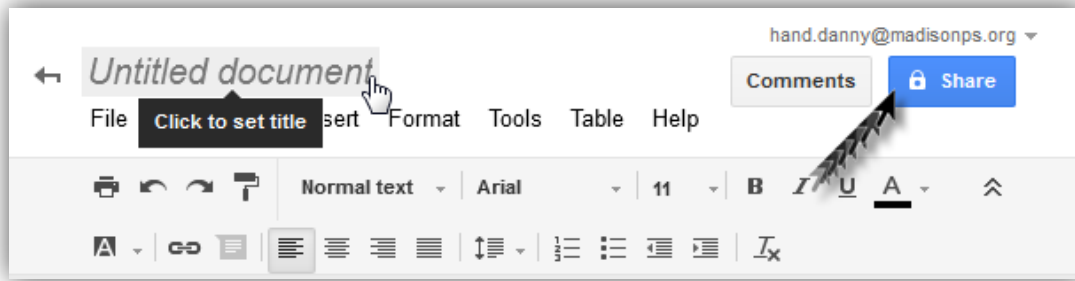 hand.danny@madisonps.org
Untitled document
Comments
Share
File sert Format Tools Table Help
Click to set title
Normal text Arial 11 B I U A
A